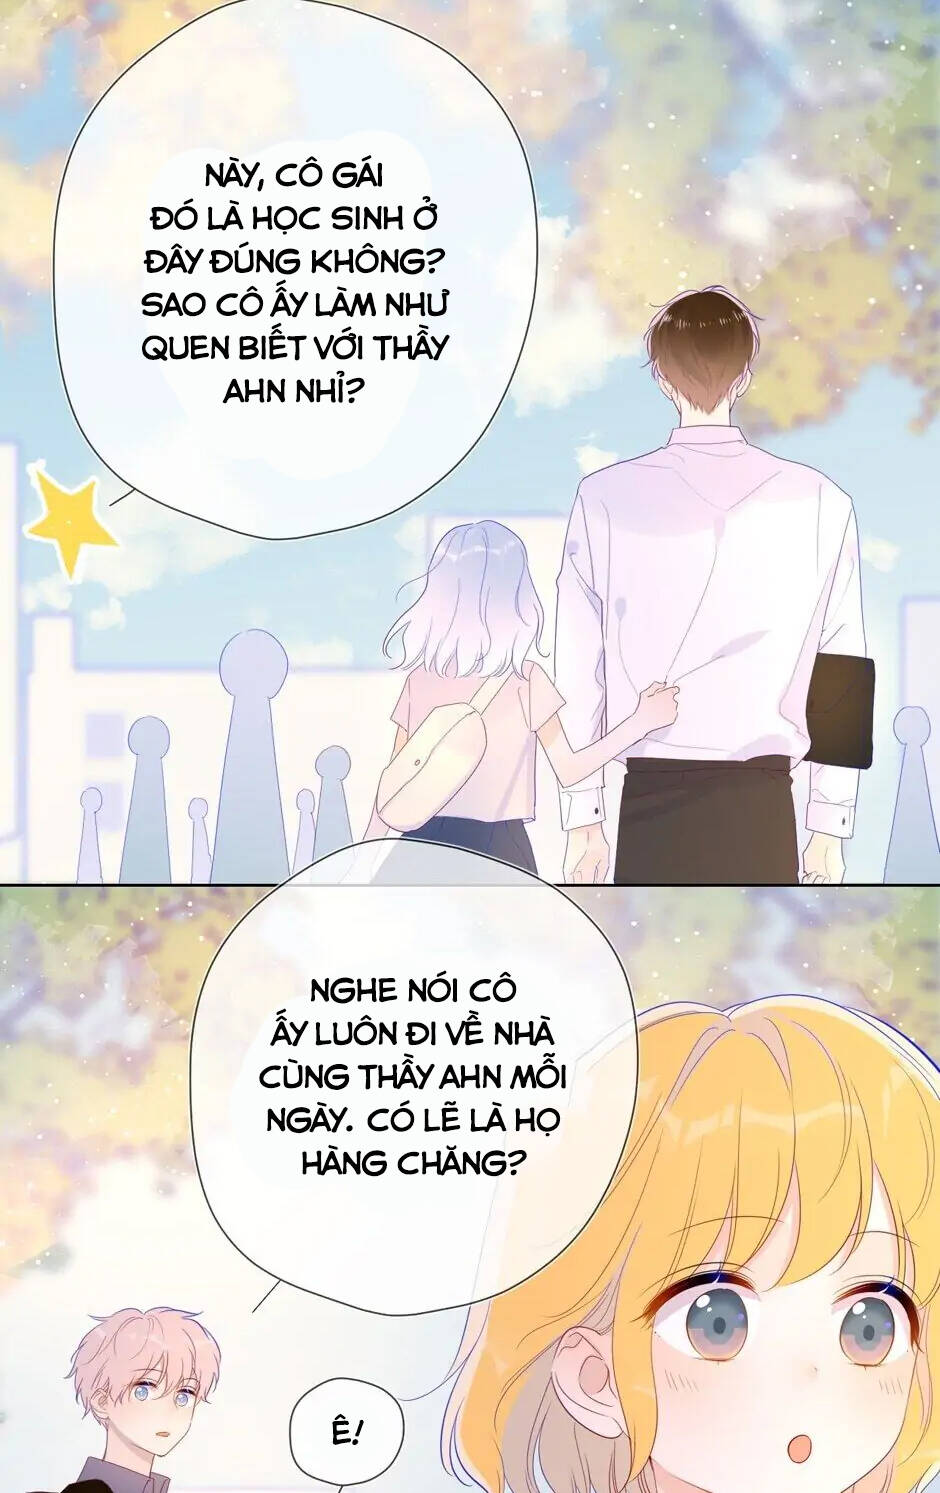 NÀY, CÔ GÁI
ĐÓ LÀ HỌC SINH Ở
ĐÂY ĐÚNG KHÔNG?
SAO CÔ ẤY LÀM NHƯ
QUEN BIẾT VỚI THẦY
AHN NHỈ?
NGHE NÓI CÔ
ẤY LUÔN ĐI VỀ NHÀ
CÙNG THẦY AHN MỖI
NGÀY. CÓ LẼ LÀ HỌ
HÀNG CHĂNG?
Ê!